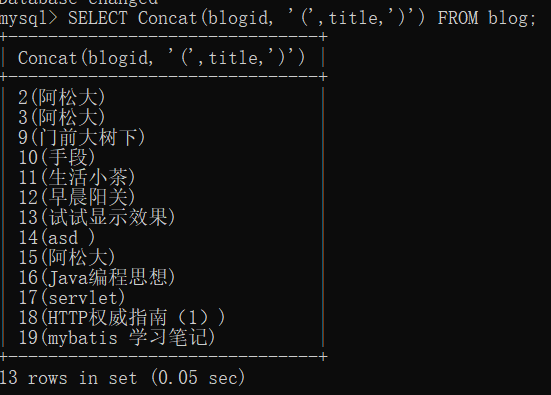 Database changed
mysql> SELECT Concat(blogid, '(',title,')') FROM blog;
+-------------------------------+
| Concat(blogid, '(',title,')') |
+-------------------------------+
| 2(阿松大)
| 3(阿松大)
| 9(门前大树下)
| 10(手段)
| 11(生活小茶)
| 12(早晨阳关)
| 13(试试显示效果)
| 14(asd )
| 15(阿松大)
| 16(Java编程思想)
| 17(servlet)
| 18(HTTP权威指南（1）)
| 19(mybatis 学习笔记)
+-------------------------------+
13 rows in set (0.05 sec)